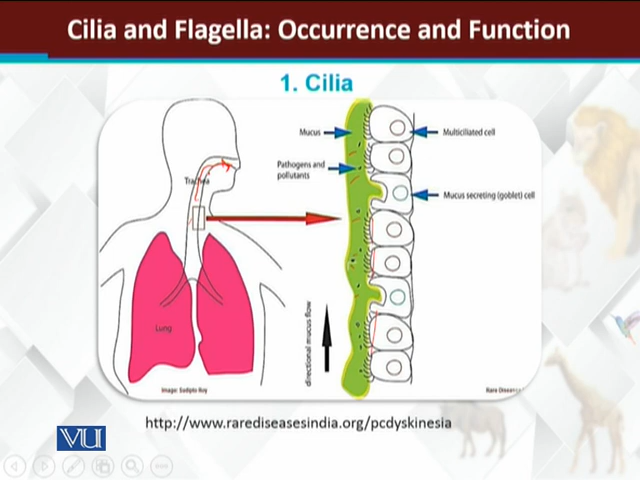 Cilia and Flagella: Occurrence and Function
1. Cilia
Mucus
Multiciliated cell
Pathogens and
pollutants
Trachea
Mucus secreting (goblet) cell
directional mucus flow
Lung
Image: Sudipto Roy
Rare Diseases
http://www.rarediseasesindia.org/pcdyskinesia
VU